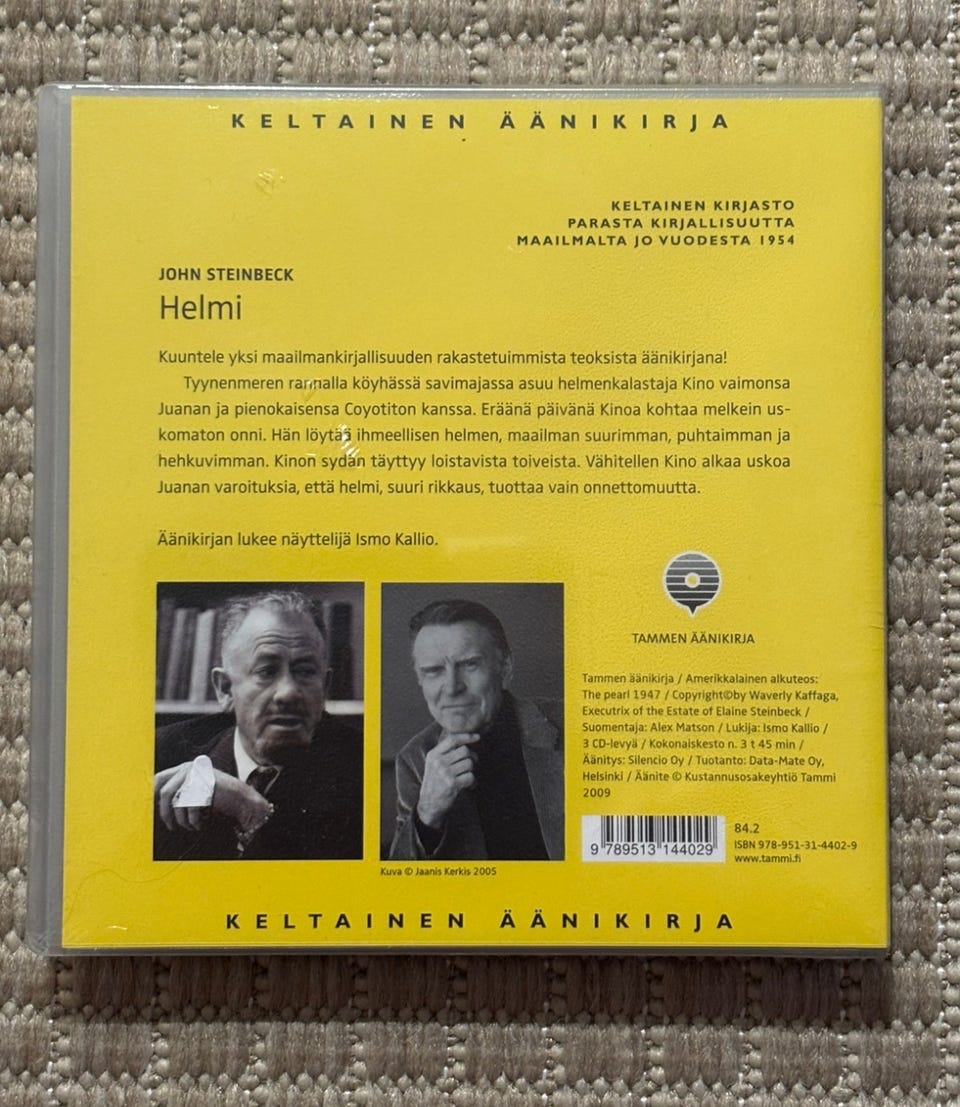 KELTAINEN ÄÄNIKIRJA
KELTAINEN KIRJASTO
PARASTA KIRJALLISUUTTA
MAAILMALTA JO VUODESTA 1954
JOHN STEINBECK
Helmi
Kuuntele yksi maailmankirjallisuuden rakastetuimmista teoksista äänikirjana!
Tyynenmeren rannalla köyhässä savimajassa asuu helmenkalastaja Kino vaimonsa
Juanan ja pienokaisensa Coyotiton kanssa. Eräänä päivänä Kinoa kohtaa melkein us-
komaton onni. Hän löytää ihmeellisen helmen, maailman suurimman, puhtaimman ja
hehkuvimman. Kinon sydän täyttyy loistavista toiveista. Vähitellen Kino alkaa uskoa
Juanan varoituksia, että helmi, suuri rikkaus, tuottaa vain onnettomuutta.
Äänikirjan lukee näyttelijä Ismo Kallio.
TAMMEN ÄÄNIKIRJA
Tammen äänikirja / Amerikkalainen alkuteos:
The pearl 1947 / Copyright©by Waverly Kaffaga,
Executrix of the Estate of Elaine Steinbeck /
Suomentaja: Alex Matson / Lukija: Ismo Kallio /
3 CD-levyä / Kokonaiskesto n. 3 t 45 min /
Äänitys: Silencio Oy / Tuotanto: Data-Mate Oy,
Helsinki / Äänite © Kustannusosakeyhtiö Tammi
2009
9 789513 144029
84.2
ISBN 978-951-31-4402-9
www.tammi.fi
Kuva © Jaanis Kerkis 2005
KELTAINEN ÄÄNIKIRJA